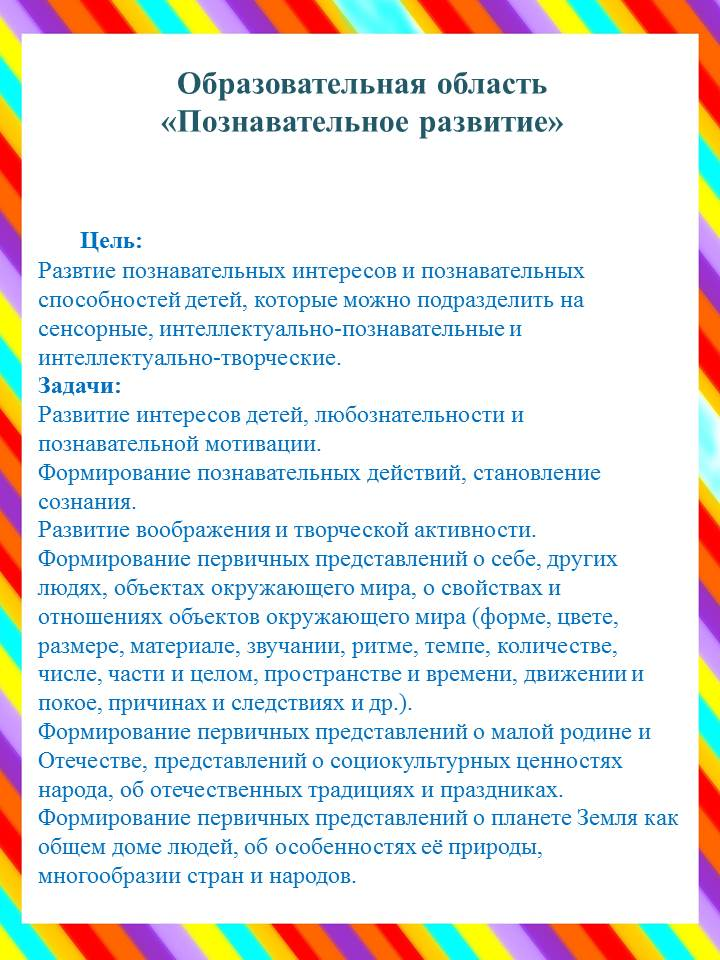 Образовательная область
«Познавательное развитие»
Цель:
Развтие познавательных интересов и познавательных
способностей детей, которые можно подразделить на
сенсорные, интеллектуально-познавательные и
интеллектуально-творческие.
Задачи:
Развитие интересов детей, любознательности и
познавательной мотивации.
Формирование познавательных действий, становление
сознания.
Развитие воображения и творческой активности.
Формирование первичных представлений о себе, других
людях, объектах окружающего мира, о свойствах и
отношениях объектов окружающего мира (форме, цвете,
размере, материале, звучании, ритме, темпе, количестве,
числе, части и целом, пространстве и времени, движении и
покое, причинах и следствиях и др.).
Формирование первичных представлений о малой родине и
Отечестве, представлений о социокультурных ценностях
народа, об отечественных традициях и праздниках.
Формирование первичных представлений о планете Земля как
общем доме людей, об особенностях её природы,
многообразии стран и народов.